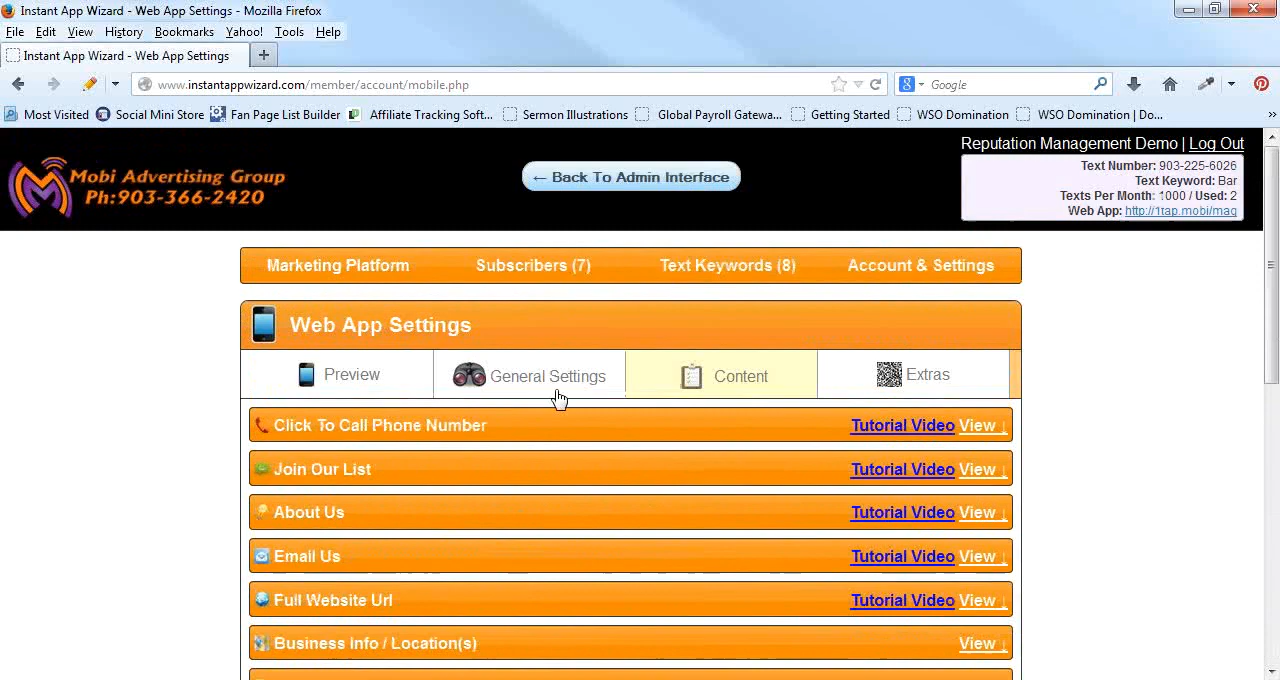 Instant App Wizard - Web App Settings - Mozilla Firefox
File Edit View History Bookmarks Yahoo! Tools Help
Instant App Wizard - Web App Settings +
www.instantappwizard.com/member/account/mobile.php Google
Most Visited Social Mini Store Fan Page List Builder Affiliate Tracking Soft... Sermon Illustrations Global Payroll Gatewa... Getting Started WSO Domination WSO Domination | Do... »
Reputation Management Demo | Log Out
Mobi Advertising Group
Ph:903-366-2420
← Back To Admin Interface
Text Number: 903-225-6026
Text Keyword: Bar
Texts Per Month: 1000 / Used: 2
Web App: http://1tap.mobi/mag
Marketing Platform Subscribers (7) Text Keywords (8) Account & Settings
Web App Settings
Preview General Settings Content Extras
Click To Call Phone Number Tutorial Video View ↓
Join Our List Tutorial Video View ↓
About Us Tutorial Video View ↓
Email Us Tutorial Video View ↓
Full Website Url Tutorial Video View ↓
Business Info / Location(s) View ↓